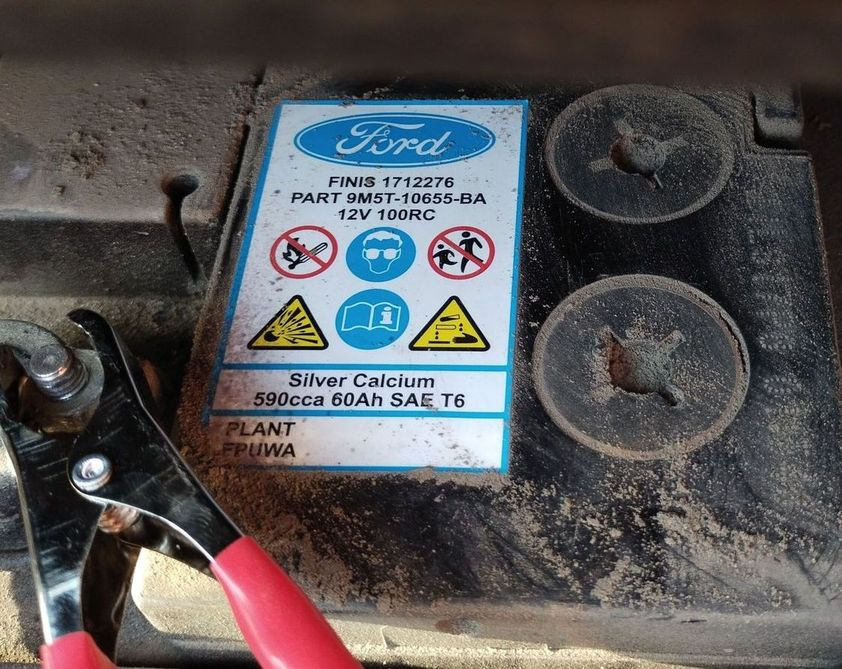 Ford
FINIS 1712276
PART 9M5T-10655-BA
12V 100RC
Silver Calcium
590cca 60Ah SAE T6
PLANT
FPUWA